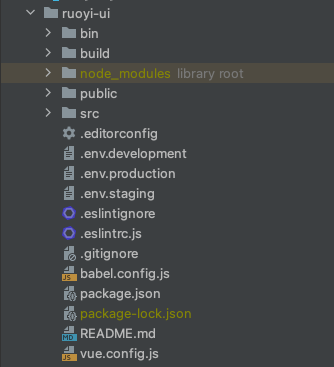 ruoyi-ui
bin
build
node_modules library root
public
src
.editorconfig
.env.development
.env.production
.env.staging
.eslintignore
.eslintrc.js
.gitignore
babel.config.js
package.json
package-lock.json
README.md
vue.config.js